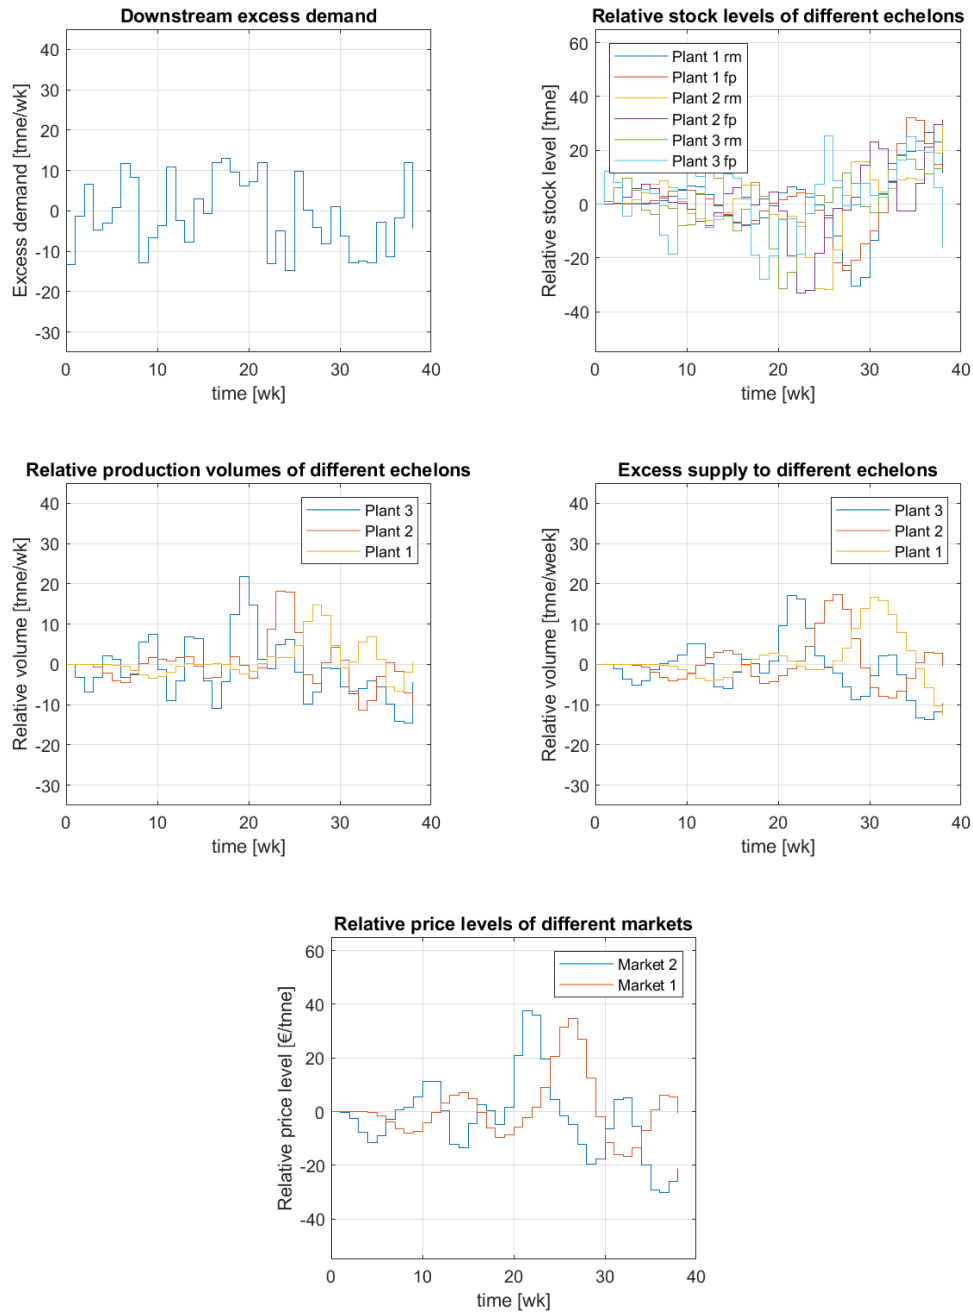 Downstream excess demand
Excess demand [tnne/wk]
40
30
20
10
0
-10
-20
-30
0 10 20 30 40
time [wk]
Relative stock levels of different echelons
Relative stock level [tnne]
60
40
20
0
-20
-40
Plant 1 rm
Plant 1 fp
Plant 2 rm
Plant 2 fp
Plant 3 rm
Plant 3 fp
0 10 20 30 40
time [wk]
Relative production volumes of different echelons
Relative volume [tnne/wk]
40
30
20
10
0
-10
-20
-30
Plant 3
Plant 2
Plant 1
0 10 20 30 40
time [wk]
Excess supply to different echelons
Relative volume [tnne/week]
40
30
20
10
0
-10
-20
-30
Plant 3
Plant 2
Plant 1
0 10 20 30 40
time [wk]
Relative price levels of different markets
Relative price level [€/tnne]
60
40
20
0
-20
-40
Market 2
Market 1
0 10 20 30 40
time [wk]